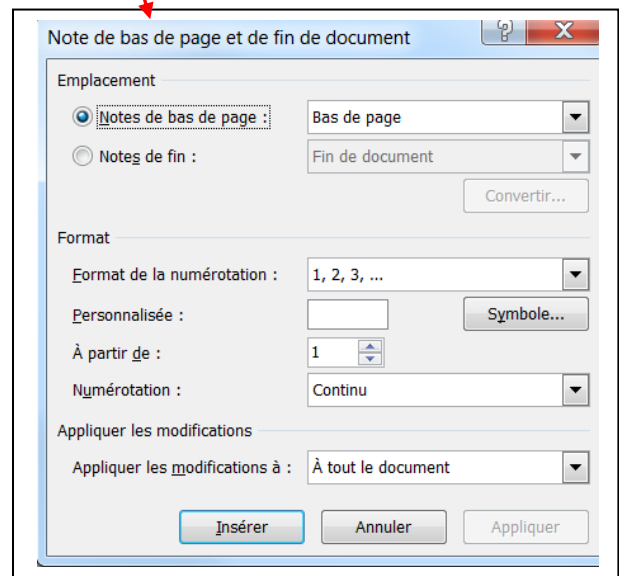 Note de bas de page et de fin de document ? X
Emplacement
Notes de bas de page : Bas de page
Notes de fin : Fin de document
Convertir...
Format
Format de la numérotation : 1, 2, 3, ...
Personnalisée : Symbole...
À partir de : 1
Numérotation : Continu
Appliquer les modifications
Appliquer les modifications à : À tout le document
Insérer Annuler Appliquer